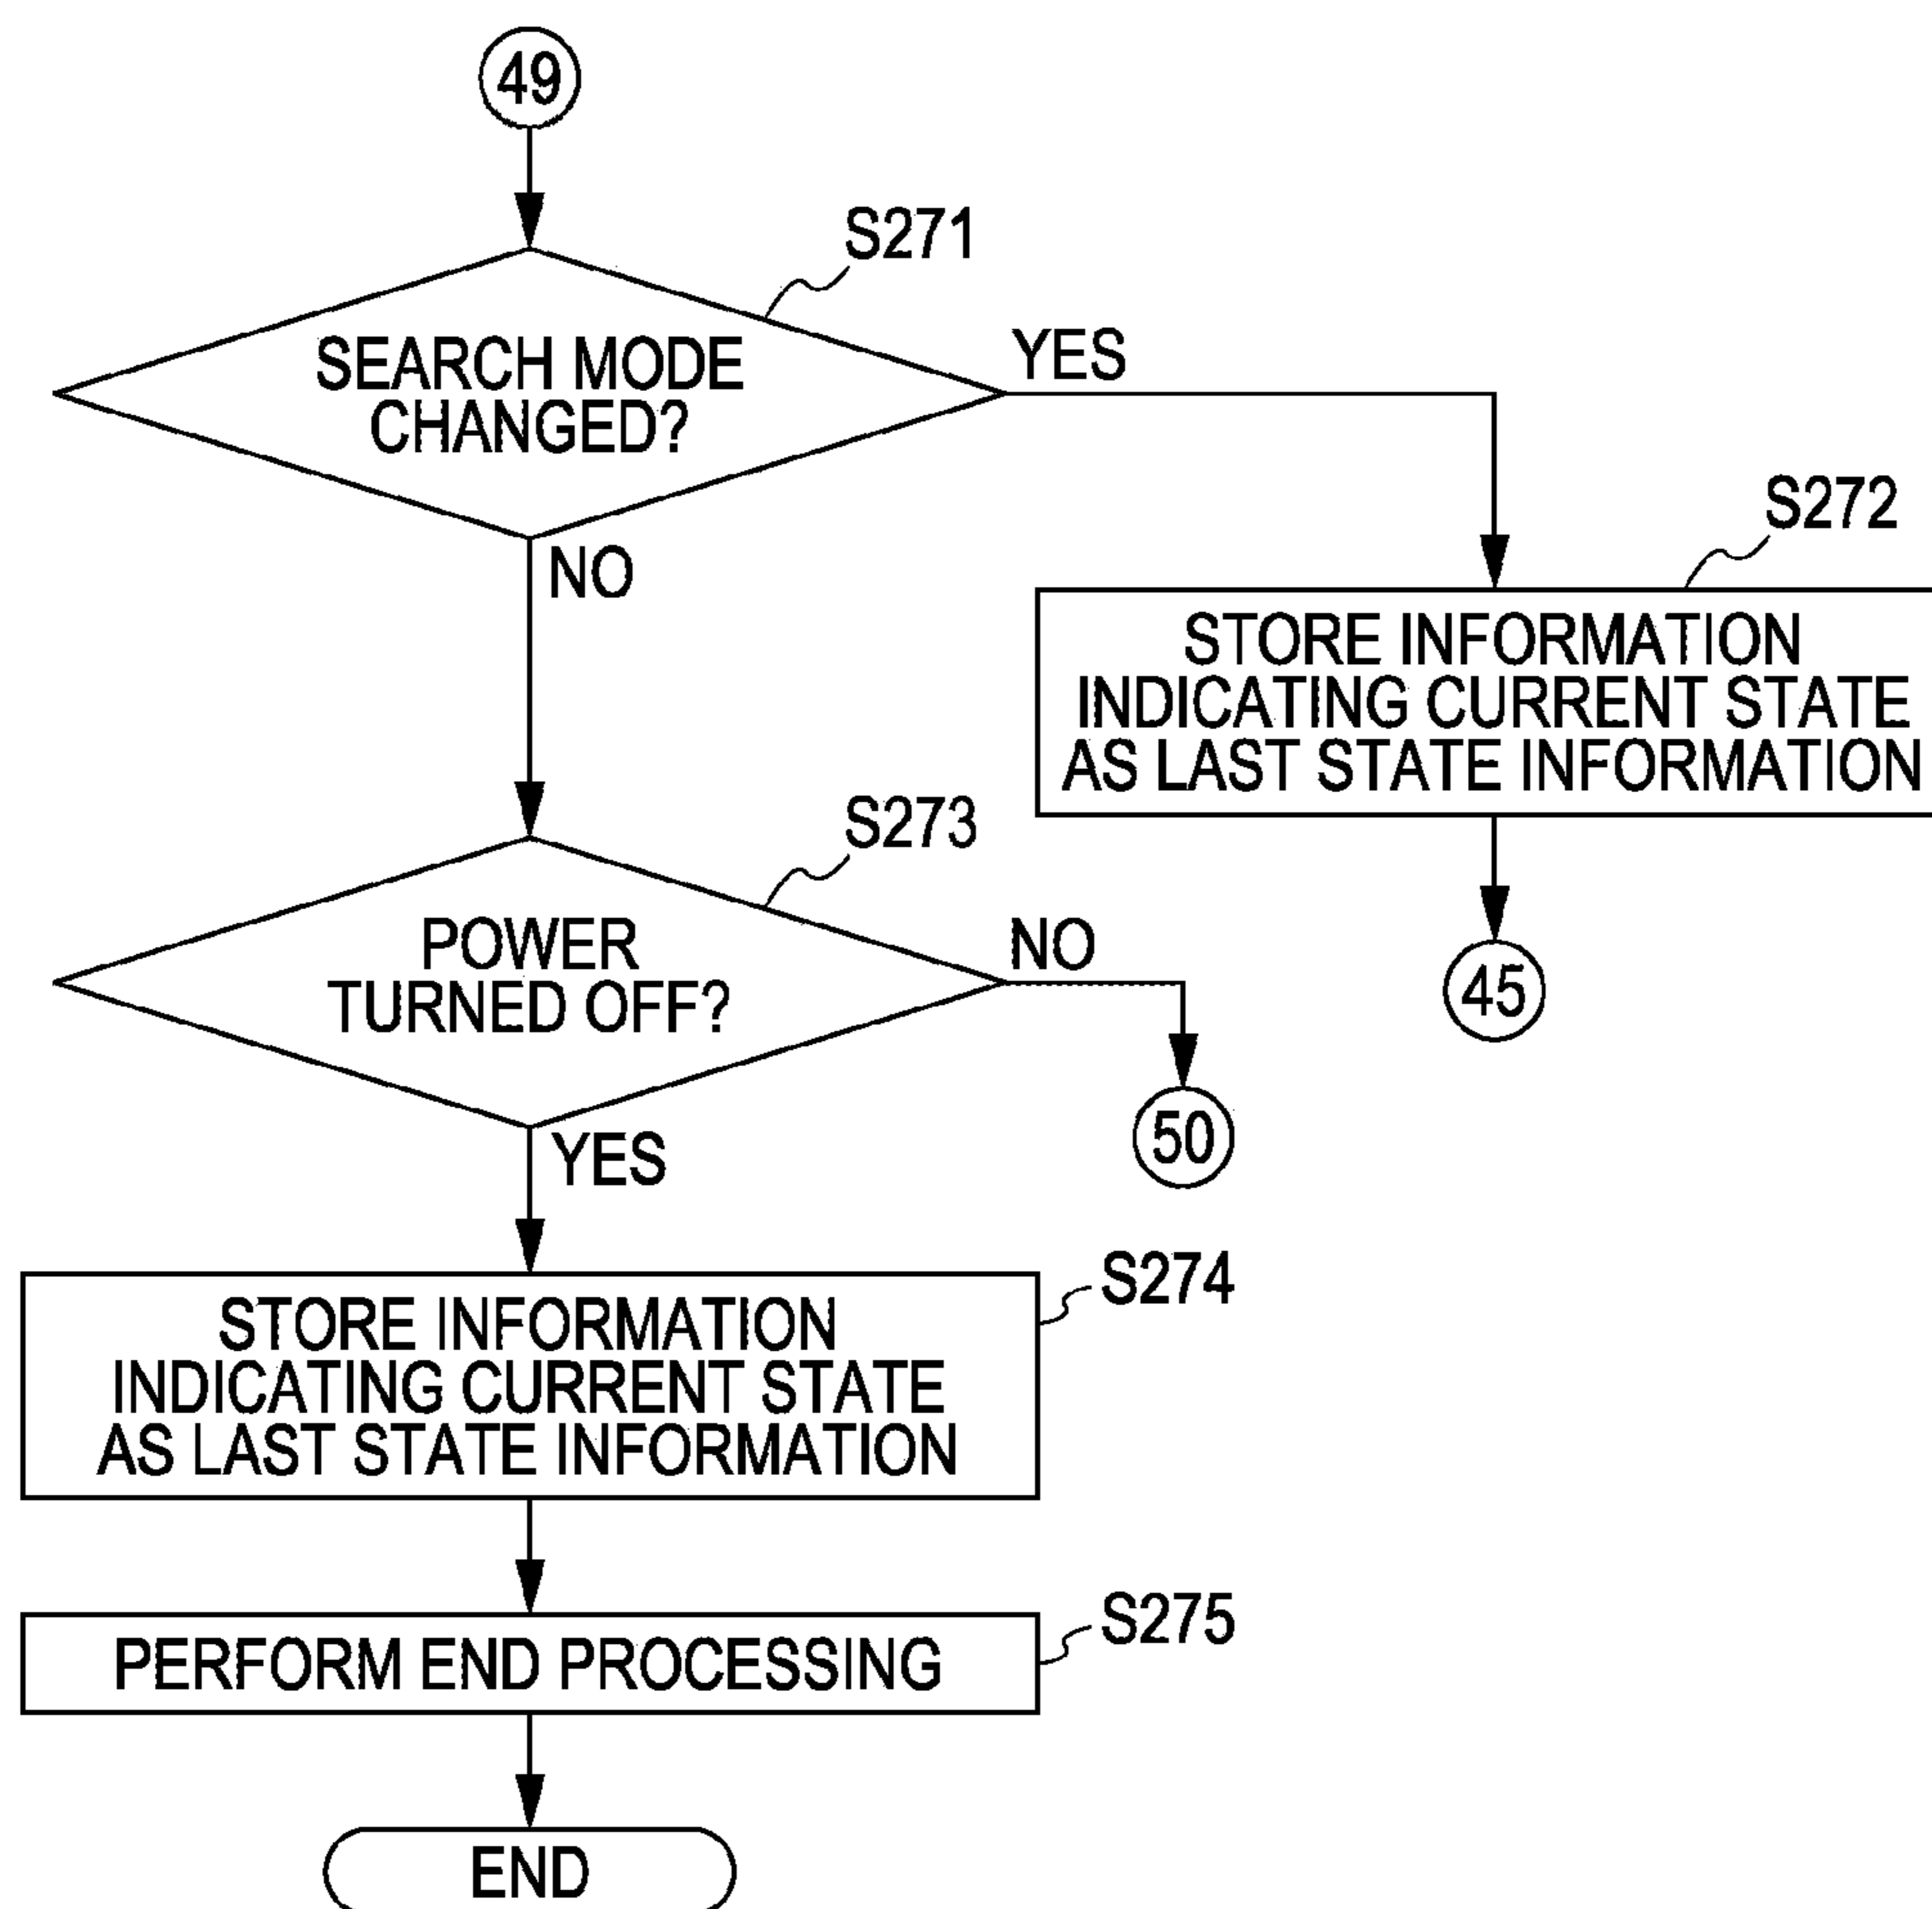 49
S271
SEARCH MODE
CHANGED?
YES
NO
S272
STORE INFORMATION
INDICATING CURRENT STATE
AS LAST STATE INFORMATION
45
S273
POWER
TURNED OFF?
NO
50
YES
S274
STORE INFORMATION
INDICATING CURRENT STATE
AS LAST STATE INFORMATION
S275
PERFORM END PROCESSING
END